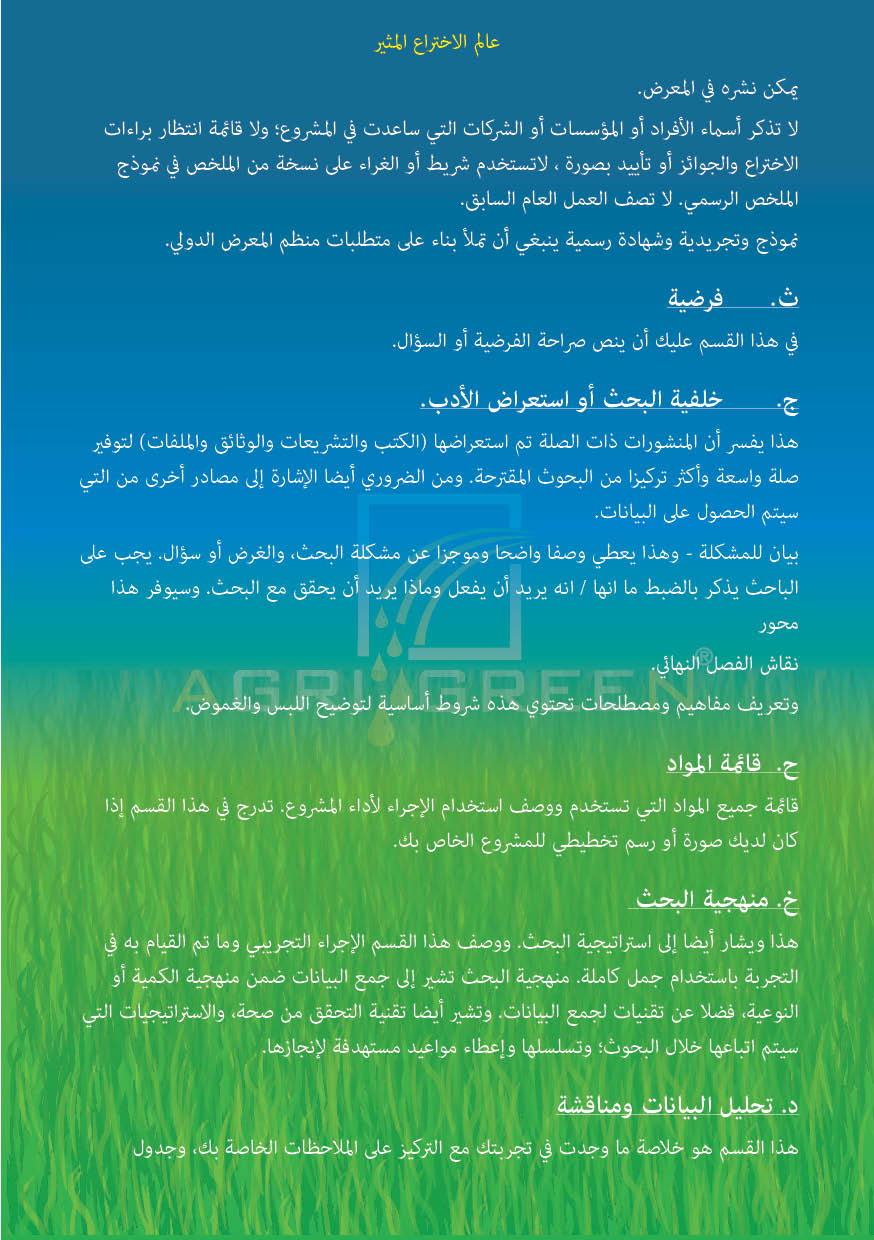 عالم الاختراع المثير
يمكن نشره في المعرض.
لا تذكر أسماء الأفراد أو المؤسسات أو الشركات التي ساعدت في المشروع؛ ولا قائمة انتظار براءات
الاختراع والجوائز أو تأييد بصورة ، لاتستخدم شريط أو الغراء على نسخة من الملخص في نموذج
الملخص الرسمي. لا تصف العمل العام السابق.
نموذج وتجريدية وشهادة رسمية ينبغي أن تملأ بناء على متطلبات منظم المعرض الدولي.
ث. فرضية
في هذا القسم عليك أن ينص صراحة الفرضية أو السؤال.
ج. خلفية البحث أو استعراض الأدب.
هذا يفسر أن المنشورات ذات الصلة تم استعراضها (الكتب والتشريعات والوثائق والملفات) لتوفير
صلة واسعة وأكثر تركيزا من البحوث المقترحة. ومن الضروري أيضا الإشارة إلى مصادر أخرى من التي
سيتم الحصول على البيانات.
بيان للمشكلة - وهذا يعطي وصفا واضحا وموجزا عن مشكلة البحث، والغرض أو سؤال. يجب على
الباحث يذكر بالضبط ما انها / انه يريد أن يفعل وماذا يريد أن يحقق مع البحث. وسيوفر هذا
محور
نقاش الفصل النهائي.
AGRI GREEN®
وتعريف مفاهيم ومصطلحات تحتوي هذه شروط أساسية لتوضيح اللبس والغموض.
ح. قائمة المواد
قائمة جميع المواد التي تستخدم ووصف استخدام الإجراء لأداء المشروع. تدرج في هذا القسم إذا
كان لديك صورة أو رسم تخطيطي للمشروع الخاص بك.
خ. منهجية البحث
هذا ويشار أيضا إلى استراتيجية البحث. ووصف هذا القسم الإجراء التجريبي وما تم القيام به في
التجربة باستخدام جمل كاملة. منهجية البحث تشير إلى جمع البيانات ضمن منهجية الكمية أو
النوعية، فضلا عن تقنيات لجمع البيانات. وتشير أيضا تقنية التحقق من صحة، والاستراتيجيات التي
سيتم اتباعها خلال البحوث؛ وتسلسلها وإعطاء مواعيد مستهدفة لإنجازها.
د. تحليل البيانات ومناقشة
هذا القسم هو خلاصة ما وجدت في تجربتك مع التركيز على الملاحظات الخاصة بك، وجدول